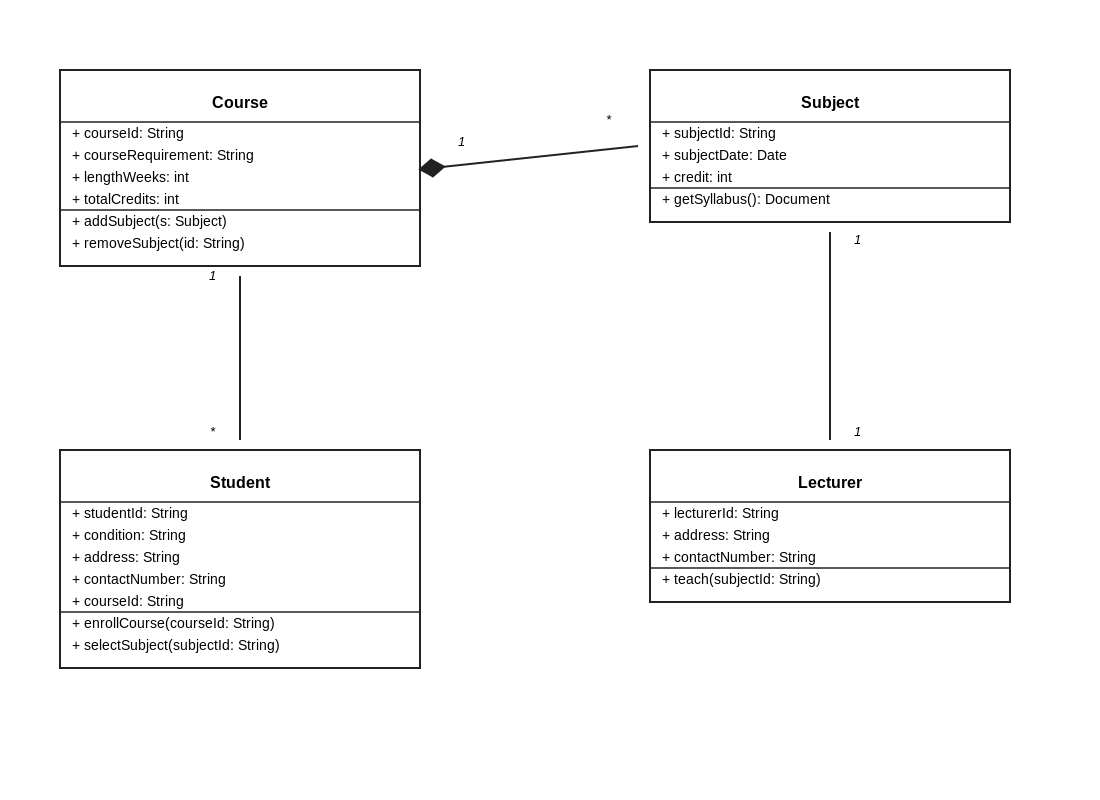 Course
+ courseId: String
+ courseRequirement: String
+ lengthWeeks: int
+ totalCredits: int
+ addSubject(s: Subject)
+ removeSubject(id: String)
1
*
Subject
+ subjectId: String
+ subjectDate: Date
+ credit: int
+ getSyllabus(): Document
1
*
1
1
Student
+ studentId: String
+ condition: String
+ address: String
+ contactNumber: String
+ courseId: String
+ enrollCourse(courseId: String)
+ selectSubject(subjectId: String)
Lecturer
+ lecturerId: String
+ address: String
+ contactNumber: String
+ teach(subjectId: String)